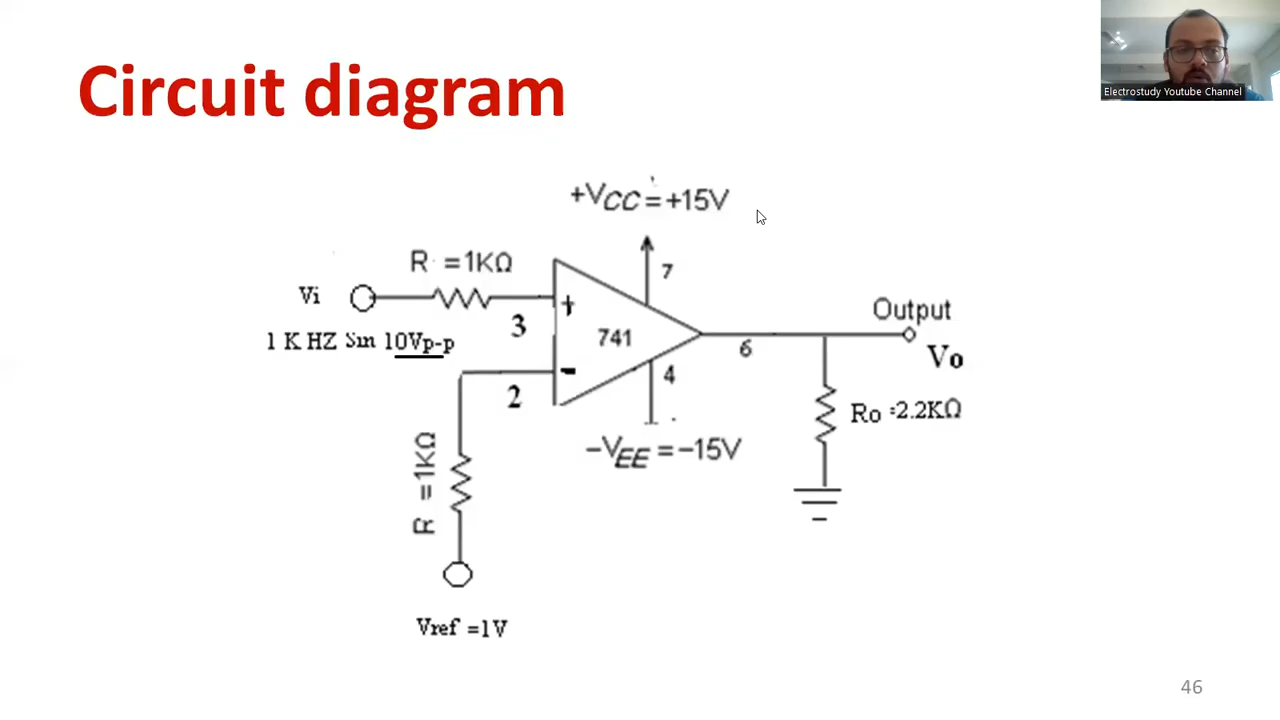 Electrostudy Youtube Channel
Circuit diagram
+VCC=+15V
R =1KΩ
7
Vi
+
3
741
Output
1 K HZ Sin 10Vp-p
6
Vo
-
4
2
Ro =2.2KΩ
R =1KΩ
-VEE=-15V
Vref =1V
46